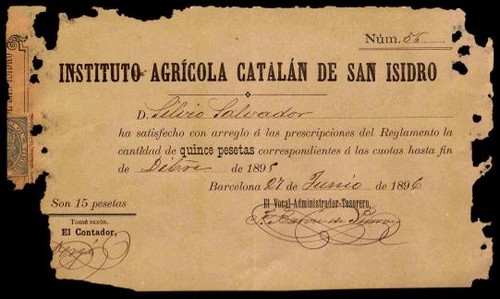 Núm. 56
INSTITUTO AGRÍCOLA CATALÁN DE SAN ISIDRO
D. Silvio Salvador
ha satisfecho con arreglo á las prescripciones del Reglamento la
cantidad de quince pesetas correspondientes á las cuotas hasta fin
de Dibre de 1895
Barcelona 27 de Junio de 1896
Son 15 pesetas
El Vocal-Administrador-Tesorero,
Tomé razón.
El Contador,